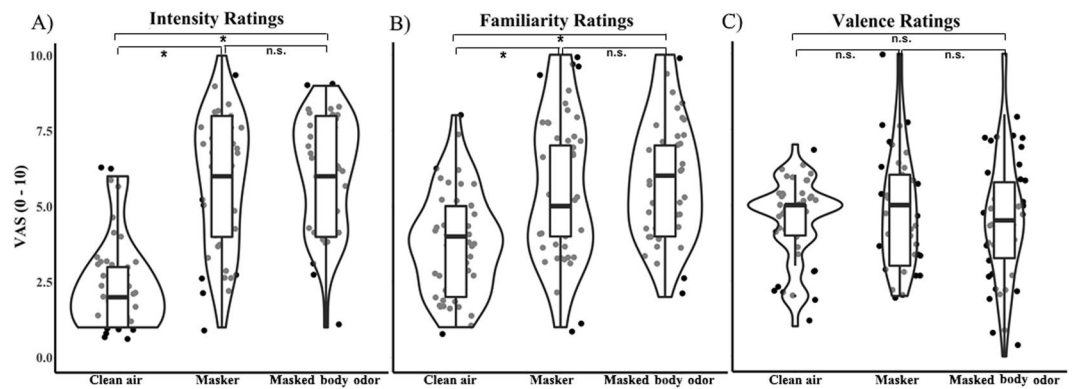 A) Intensity Ratings
*
*
n.s.
B) Familiarity Ratings
*
*
n.s.
C) Valence Ratings
n.s.
n.s.
n.s.
VAS (0 - 10)
10.0
7.5
5.0
2.5
0.0
Clean air Masker Masked body odor
Clean air Masker Masked body odor
Clean air Masker Masked body odor